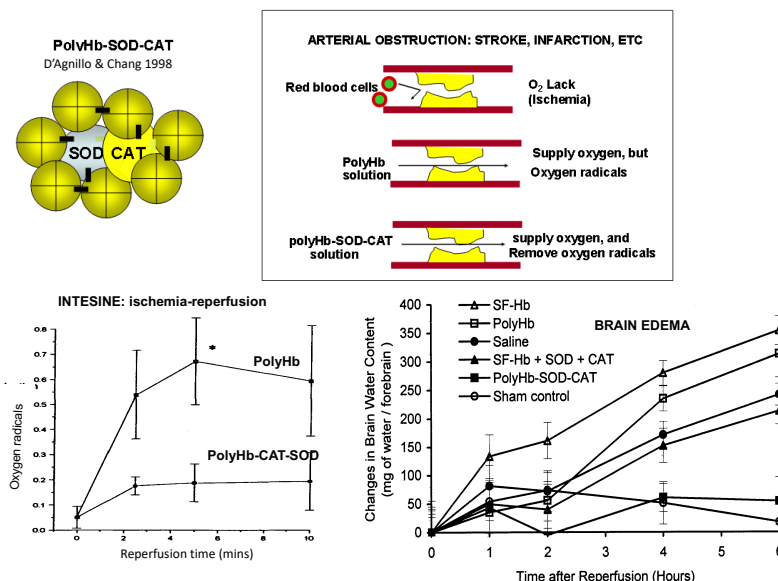 PolyHb-SOD-CAT
D'Agnillo & Chang 1998
SOD CAT
ARTERIAL OBSTRUCTION: STROKE, INFARCTION, ETC
Red blood cells
O2 Lack
(Ischemia)
PolyHb
solution
Supply oxygen, but
Oxygen radicals
polyHb-SOD-CAT
solution
supply oxygen, and
Remove oxygen radicals
INTESINE: ischemia-reperfusion
Oxygen radicals
0.8
0.7
0.6
0.5
0.4
0.3
0.2
0.1
0.0
*
PolyHb
PolyHb-CAT-SOD
0
2
4
6
8
10
Reperfusion time (mins)
BRAIN EDEMA
Changes in Brain Water Content
(mg of water / forebrain)
400
350
300
250
200
150
100
50
0
SF-Hb
PolyHb
Saline
SF-Hb + SOD + CAT
PolyHb-SOD-CAT
Sham control
0
1
2
3
4
5
6
Time after Reperfusion (Hours)